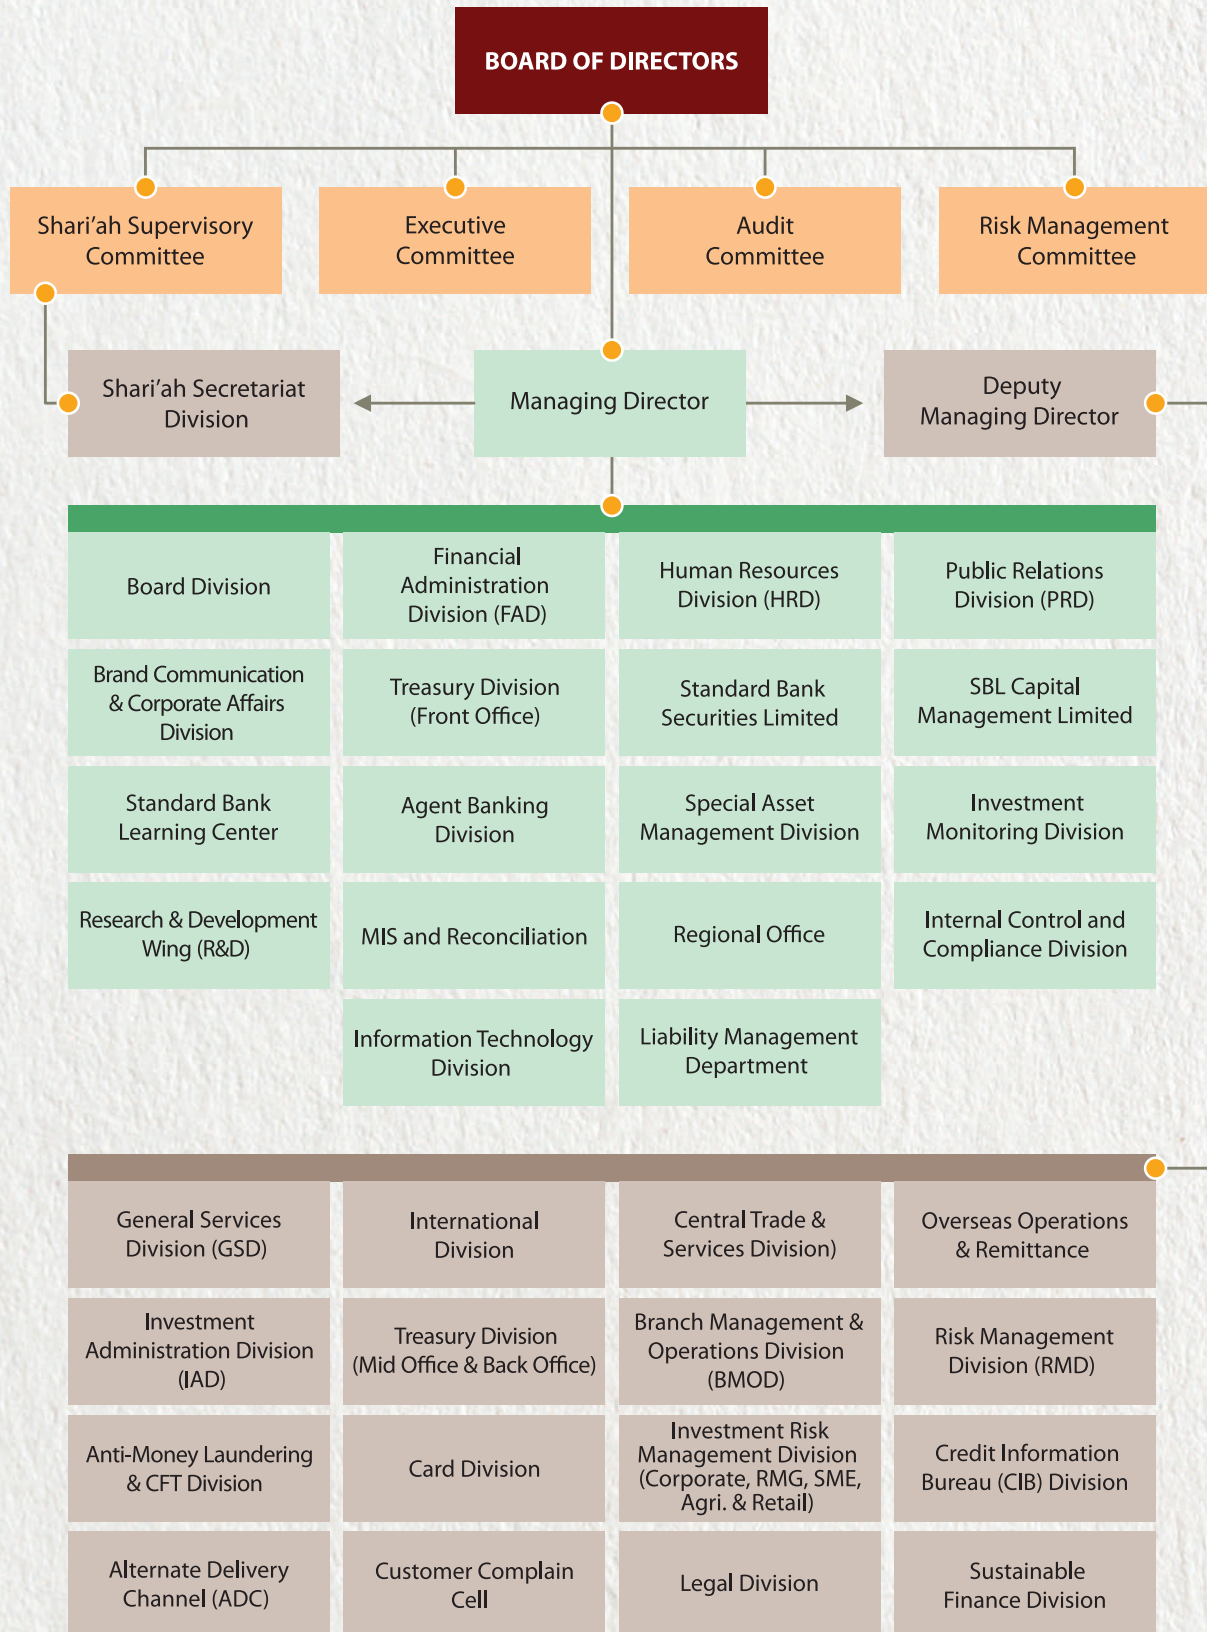 BOARD OF DIRECTORS
Shari'ah Supervisory
Committee
Executive
Committee
Audit
Committee
Risk Management
Committee
Shari'ah Secretariat
Division
Managing Director
Deputy
Managing Director
Board Division
Financial
Administration
Division (FAD)
Human Resources
Division (HRD)
Public Relations
Division (PRD)
Brand Communication
& Corporate Affairs
Division
Treasury Division
(Front Office)
Standard Bank
Securities Limited
SBL Capital
Management Limited
Standard Bank
Learning Center
Agent Banking
Division
Special Asset
Management Division
Investment
Monitoring Division
Research & Development
Wing (R&D)
MIS and Reconciliation
Regional Office
Internal Control and
Compliance Division
Information Technology
Division
Liability Management
Department
General Services
Division (GSD)
International
Division
Central Trade &
Services Division)
Overseas Operations
& Remittance
Investment
Administration Division
(IAD)
Treasury Division
(Mid Office & Back Office)
Branch Management &
Operations Division
(BMOD)
Risk Management
Division (RMD)
Anti-Money Laundering
& CFT Division
Card Division
Investment Risk
Management Division
(Corporate, RMG, SME,
Agri. & Retail)
Credit Information
Bureau (CIB) Division
Alternate Delivery
Channel (ADC)
Customer Complain
Cell
Legal Division
Sustainable
Finance Division